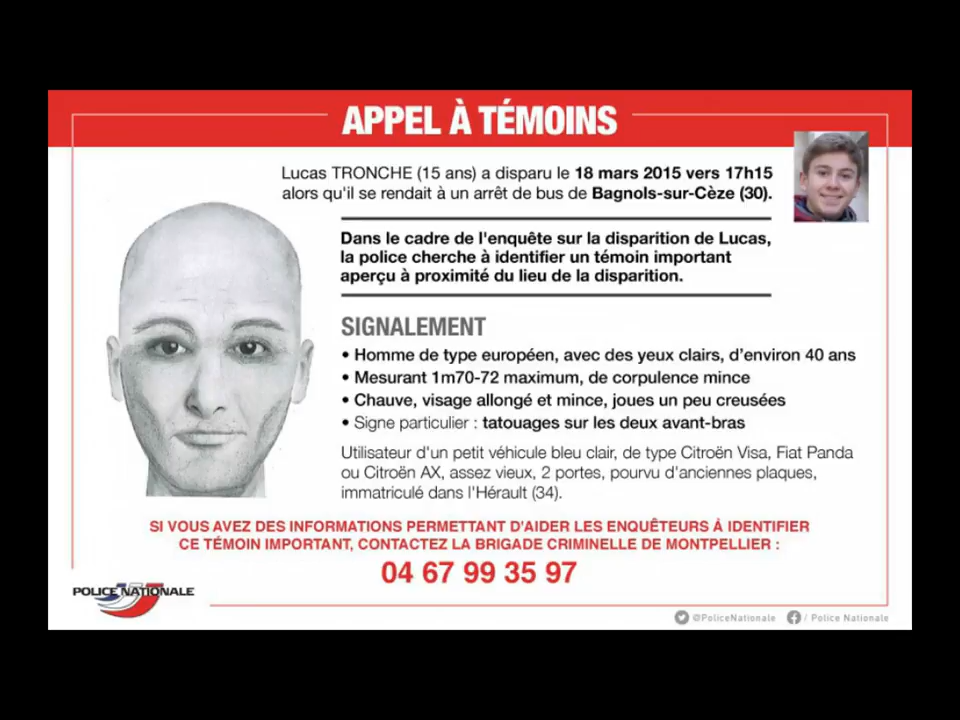 APPEL À TÉMOINS
Lucas TRONCHE (15 ans) a disparu le 18 mars 2015 vers 17h15
alors qu'il se rendait à un arrêt de bus de Bagnols-sur-Cèze (30).
Dans le cadre de l'enquête sur la disparition de Lucas,
la police cherche à identifier un témoin important
aperçu à proximité du lieu de la disparition.
SIGNALEMENT
• Homme de type européen, avec des yeux clairs, d'environ 40 ans
• Mesurant 1m70-72 maximum, de corpulence mince
• Chauve, visage allongé et mince, joues un peu creusées
• Signe particulier : tatouages sur les deux avant-bras
Utilisateur d'un petit véhicule bleu clair, de type Citroën Visa, Fiat Panda
ou Citroën AX, assez vieux, 2 portes, pourvu d'anciennes plaques,
immatriculé dans l'Hérault (34).
SI VOUS AVEZ DES INFORMATIONS PERMETTANT D'AIDER LES ENQUÊTEURS À IDENTIFIER
CE TÉMOIN IMPORTANT, CONTACTEZ LA BRIGADE CRIMINELLE DE MONTPELLIER :
04 67 99 35 97
POLICE NATIONALE
@PoliceNationale / Police Nationale